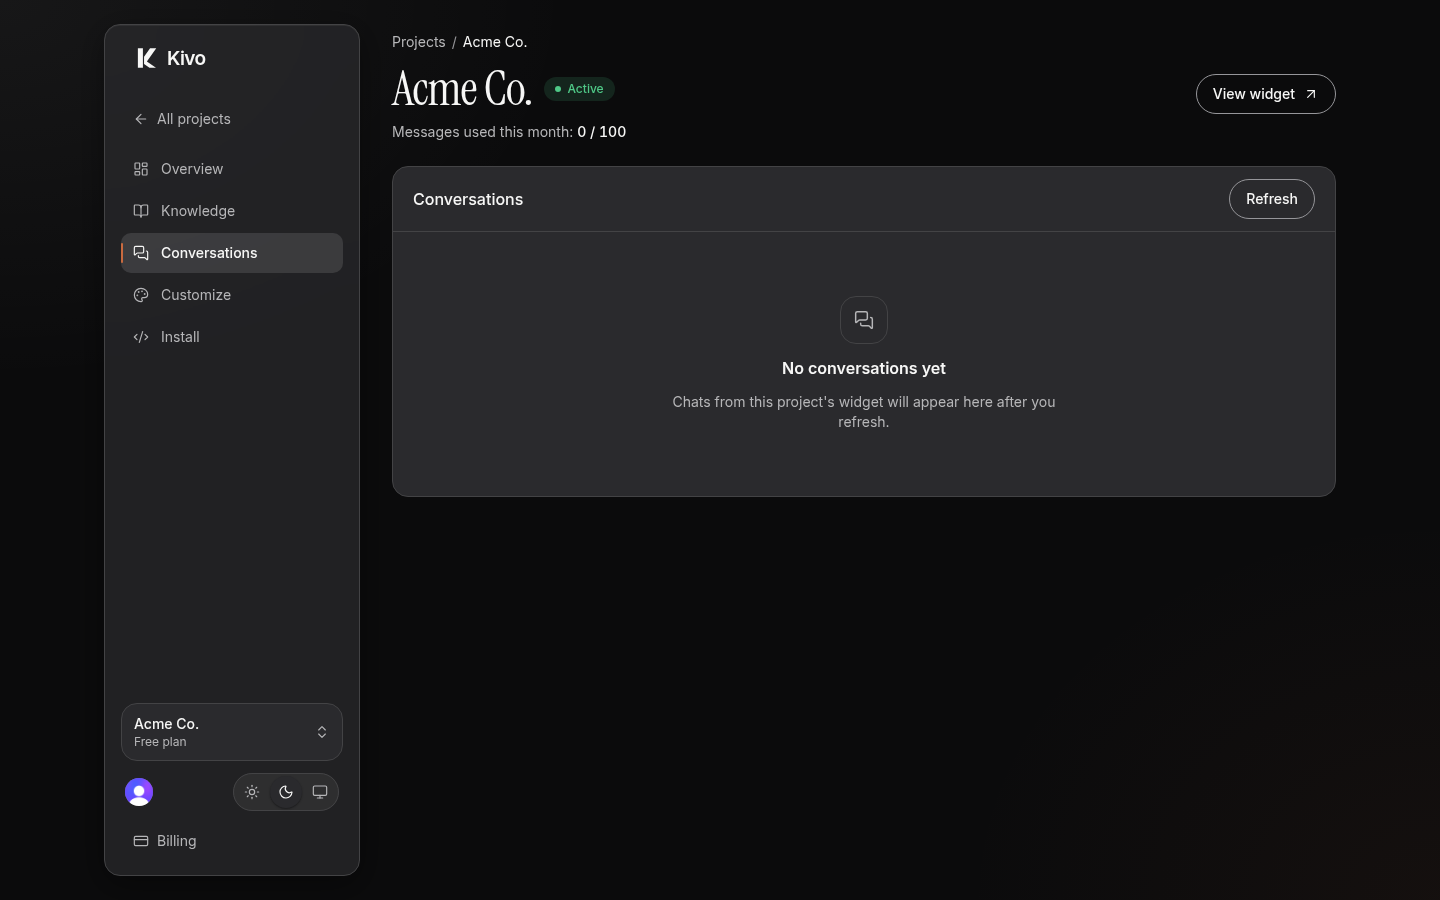 Kivo
All projects
Overview
Knowledge
Conversations
Customize
Install
Acme Co.
Free plan
Billing
Projects / Acme Co.
Acme Co.
Active
Messages used this month: 0 / 100
View widget
Conversations
Refresh
No conversations yet
Chats from this project's widget will appear here after you
refresh.